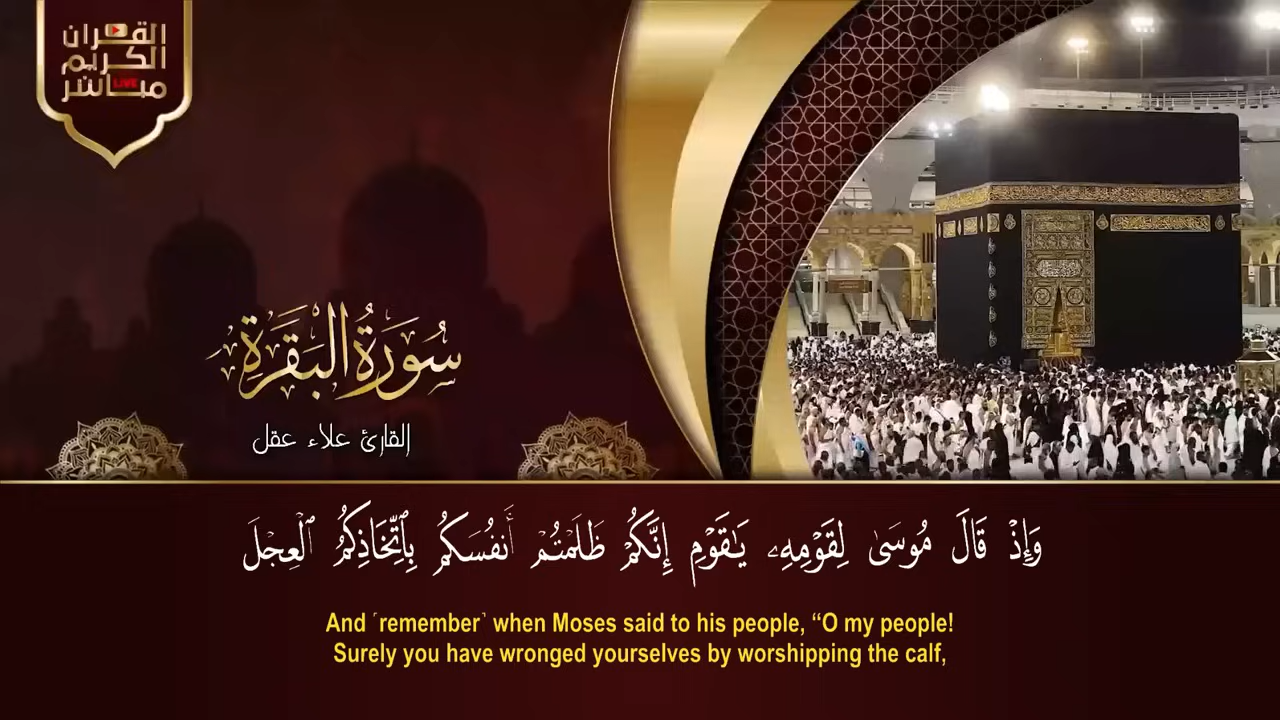 القرآن
الكريم
مباشر
LIVE
سُورَةُ البَقَرَة
القارئ علاء عقل
وَإِذْ قَالَ مُوسَىٰ لِقَوْمِهِۦ يَـٰقَوْمِ إِنَّكُمْ ظَلَمْتُمْ أَنفُسَكُم بِٱتِّخَاذِكُمُ ٱلْعِجْلَ
And ˹remember˺ when Moses said to his people, “O my people!
Surely you have wronged yourselves by worshipping the calf,